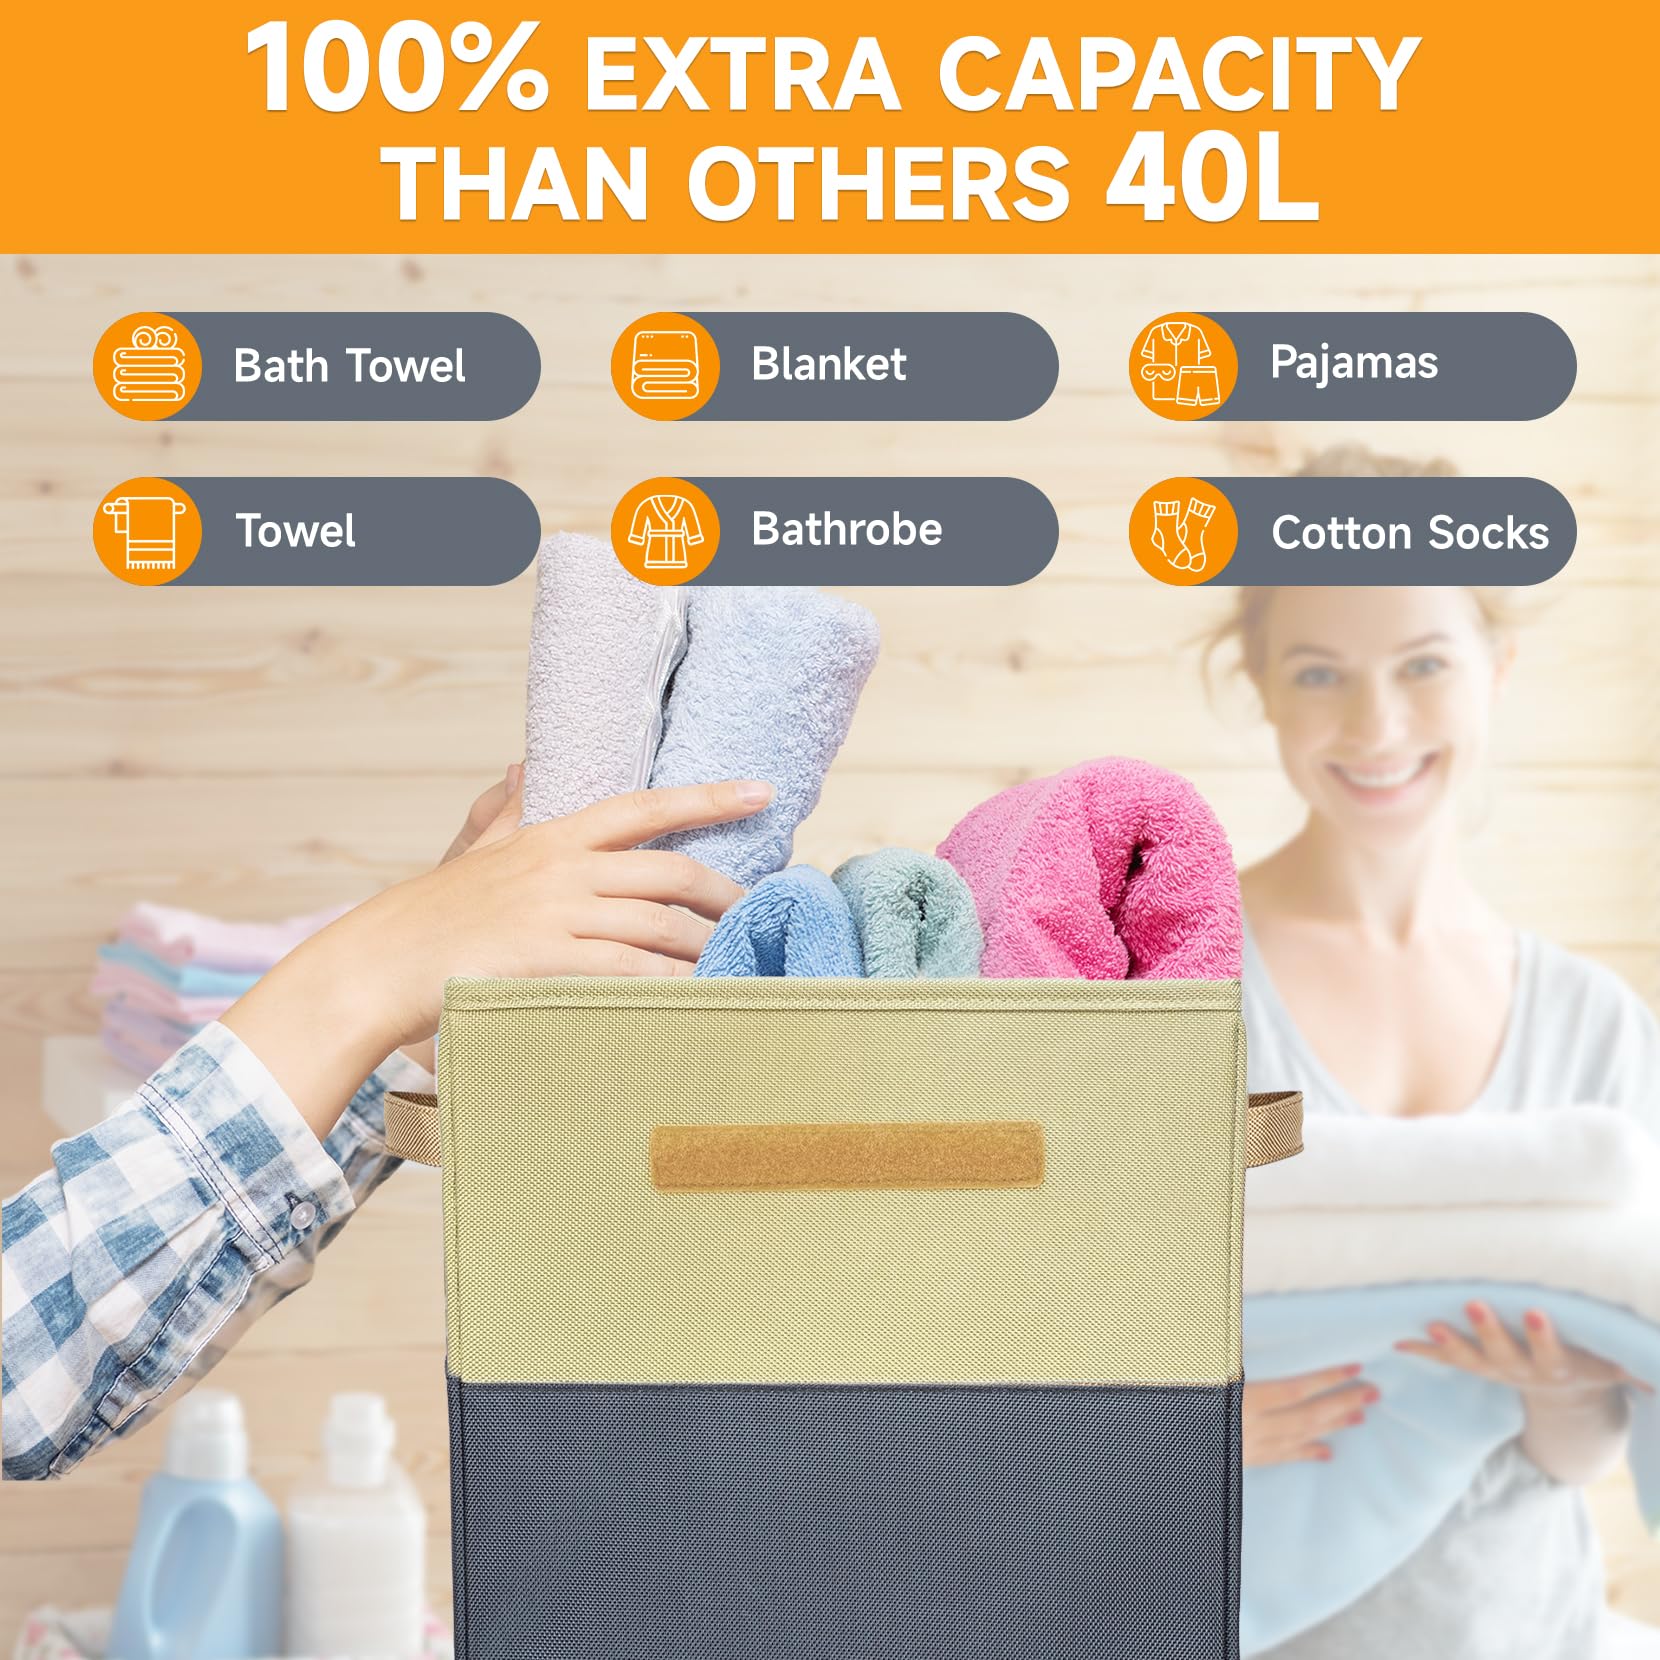 100% EXTRA CAPACITY
THAN OTHERS 40L
Bath Towel
Blanket
Pajamas
Towel
Bathrobe
Cotton Socks